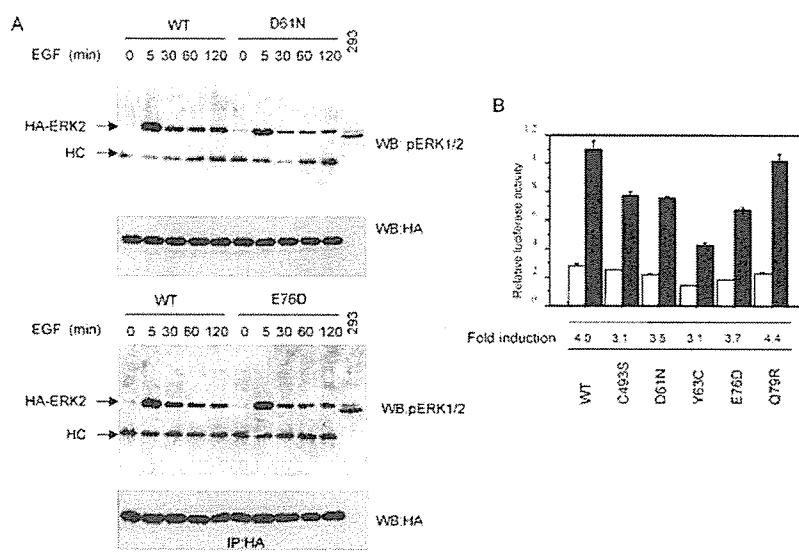 A
WT D61N
EGF (min) 0 5 30 60 120 0 5 30 60 120 293
HA-ERK2
HC
WB: pERK1/2
WB:HA
WT E76D
EGF (min) 0 5 30 60 120 0 5 30 60 120 293
HA-ERK2
HC
WB:pERK1/2
WB:HA
IP:HA
B
Relative luciferase activity
0
Fold induction 4.0 3.1 3.5 3.1 3.7 4.4
WT C493S D61N Y63C E76D Q79R